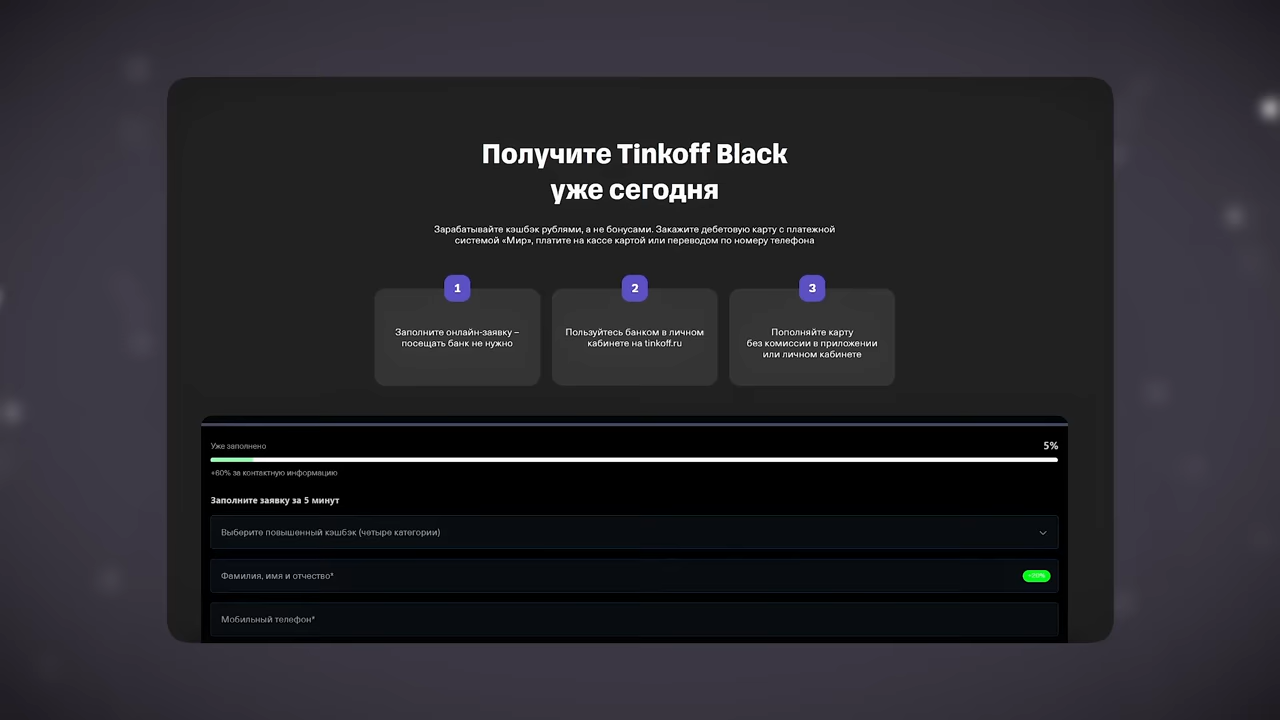 Получите Tinkoff Black
уже сегодня
Зарабатывайте кэшбэк рублями, а не бонусами. Закажите дебетовую карту с платежной
системой «Мир», платите на кассе картой или переводом по номеру телефона
1
2
3
Заполните онлайн-заявку –
посещать банк не нужно
Пользуйтесь банком в личном
кабинете на tinkoff.ru
Пополняйте карту
без комиссии в приложении
или личном кабинете
Уже заполнено
5%
+60% за контактную информацию
Заполните заявку за 5 минут
Выберите повышенный кэшбэк (четыре категории)
Фамилия, имя и отчество*
Мобильный телефон*